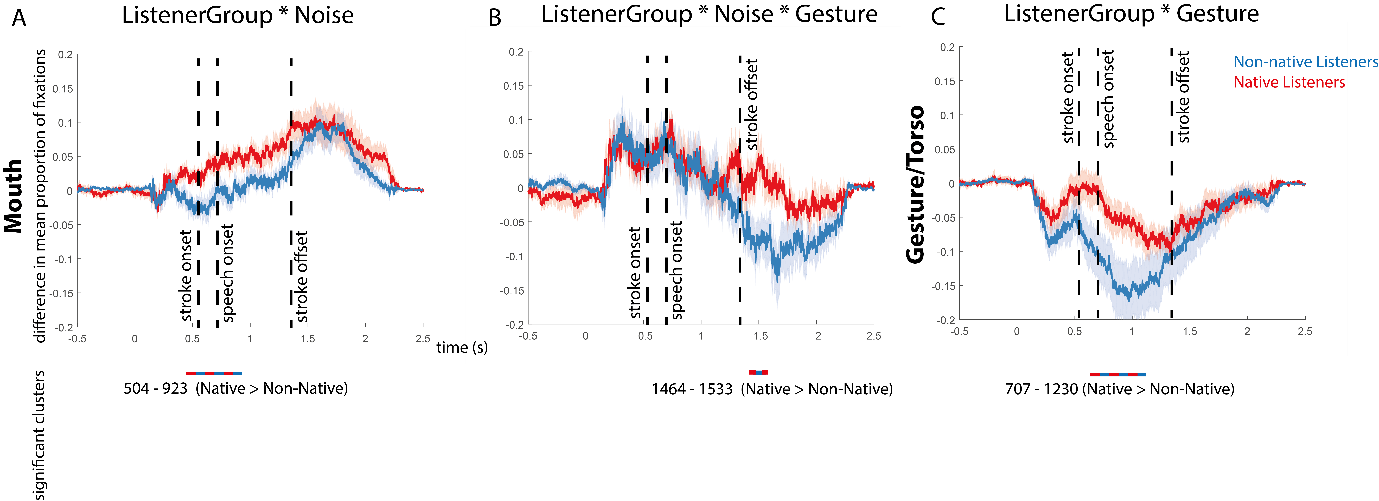 A
ListenerGroup * Noise
B
ListenerGroup * Noise * Gesture
C
ListenerGroup * Gesture
Non-native Listeners
Native Listeners
Mouth
difference in mean proportion of fixations
0.2
0.15
0.1
0.05
0
-0.05
-0.1
-0.15
-0.2
-0.5
0
0.5
1
1.5
2
2.5
stroke onset
speech onset
stroke offset
time (s)
0.2
0.15
0.1
0.05
0
-0.05
-0.1
-0.15
-0.2
-0.5
0
0.5
1
1.5
2
2.5
stroke onset
speech onset
stroke offset
Gesture/Torso
0.2
0.15
0.1
0.05
0
-0.05
-0.1
-0.15
-0.2
-0.5
0
0.5
1
1.5
2
2.5
stroke onset
speech onset
stroke offset
significant clusters
504 - 923 (Native > Non-Native)
1464 - 1533 (Native > Non-Native)
707 - 1230 (Native > Non-Native)